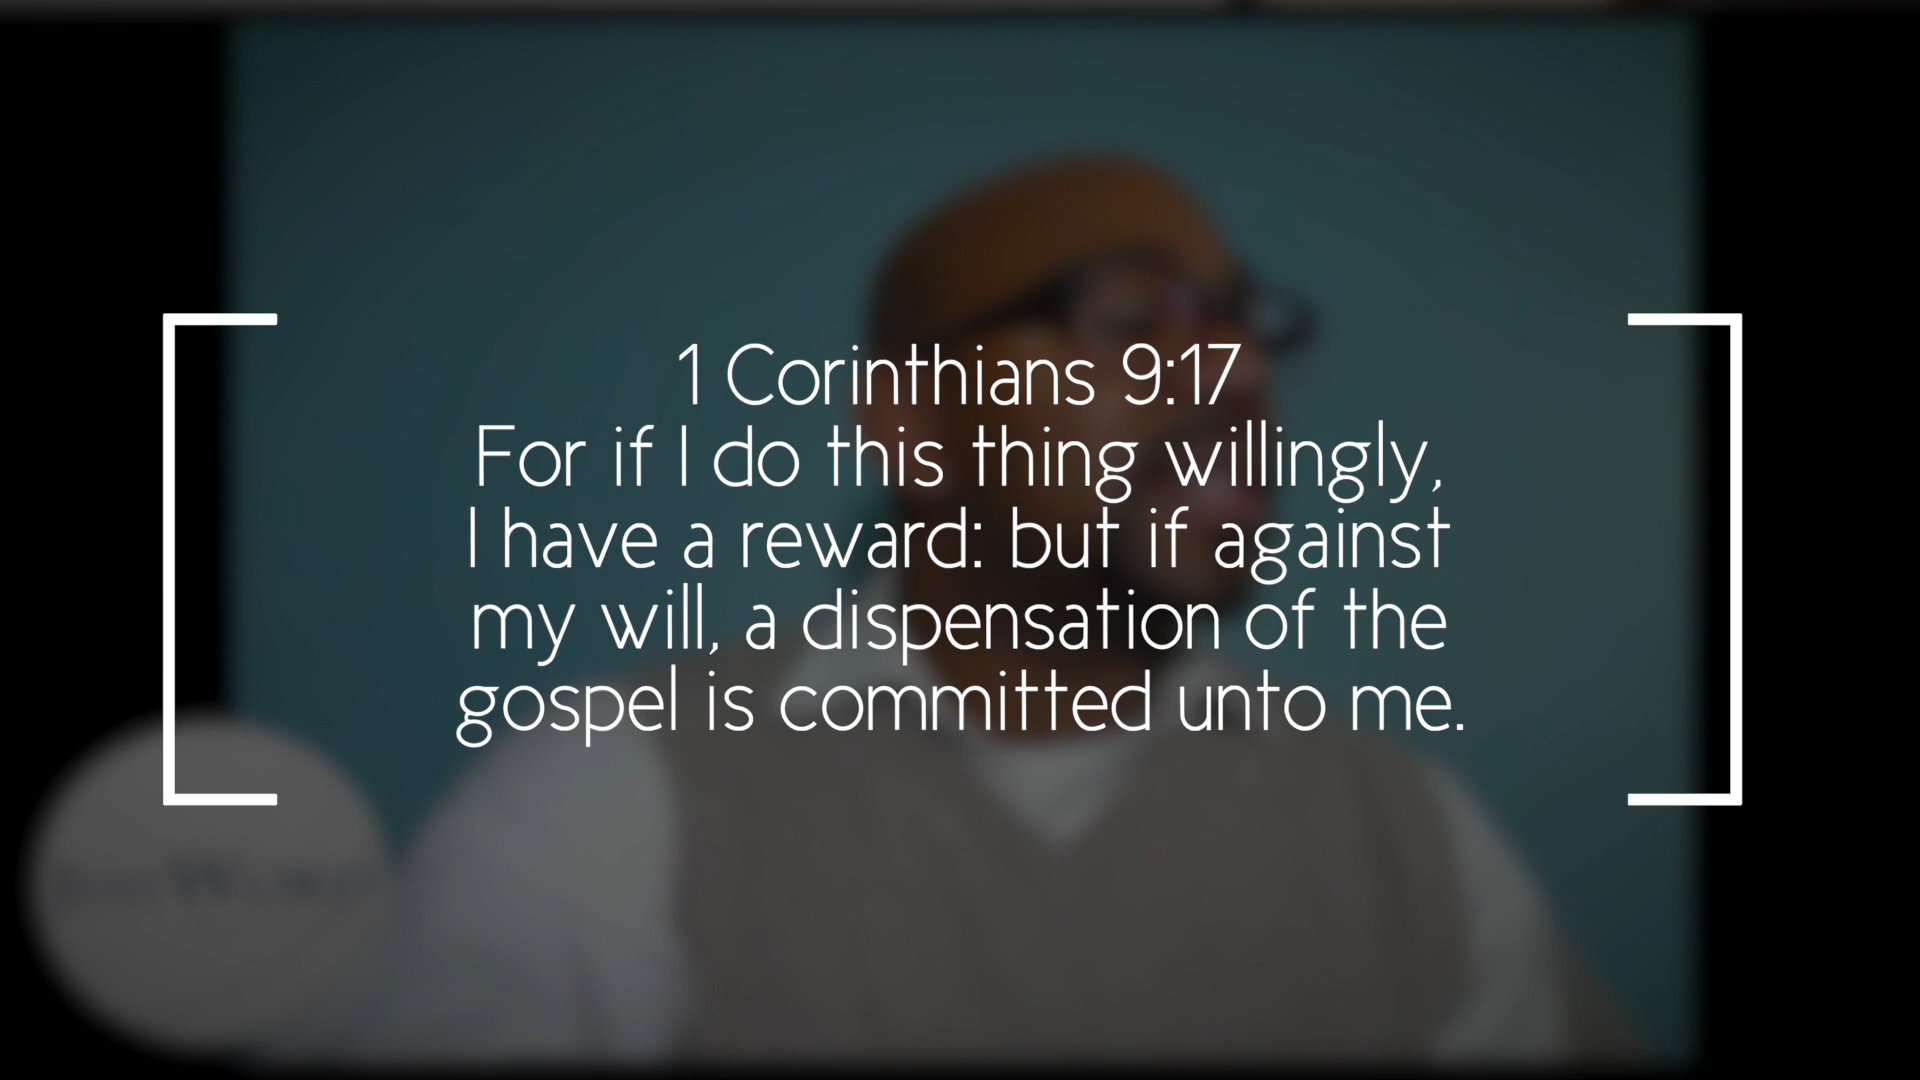 1 Corinthians 9:17
For if I do this thing willingly,
I have a reward: but if against
my will, a dispensation of the
gospel is committed unto me.